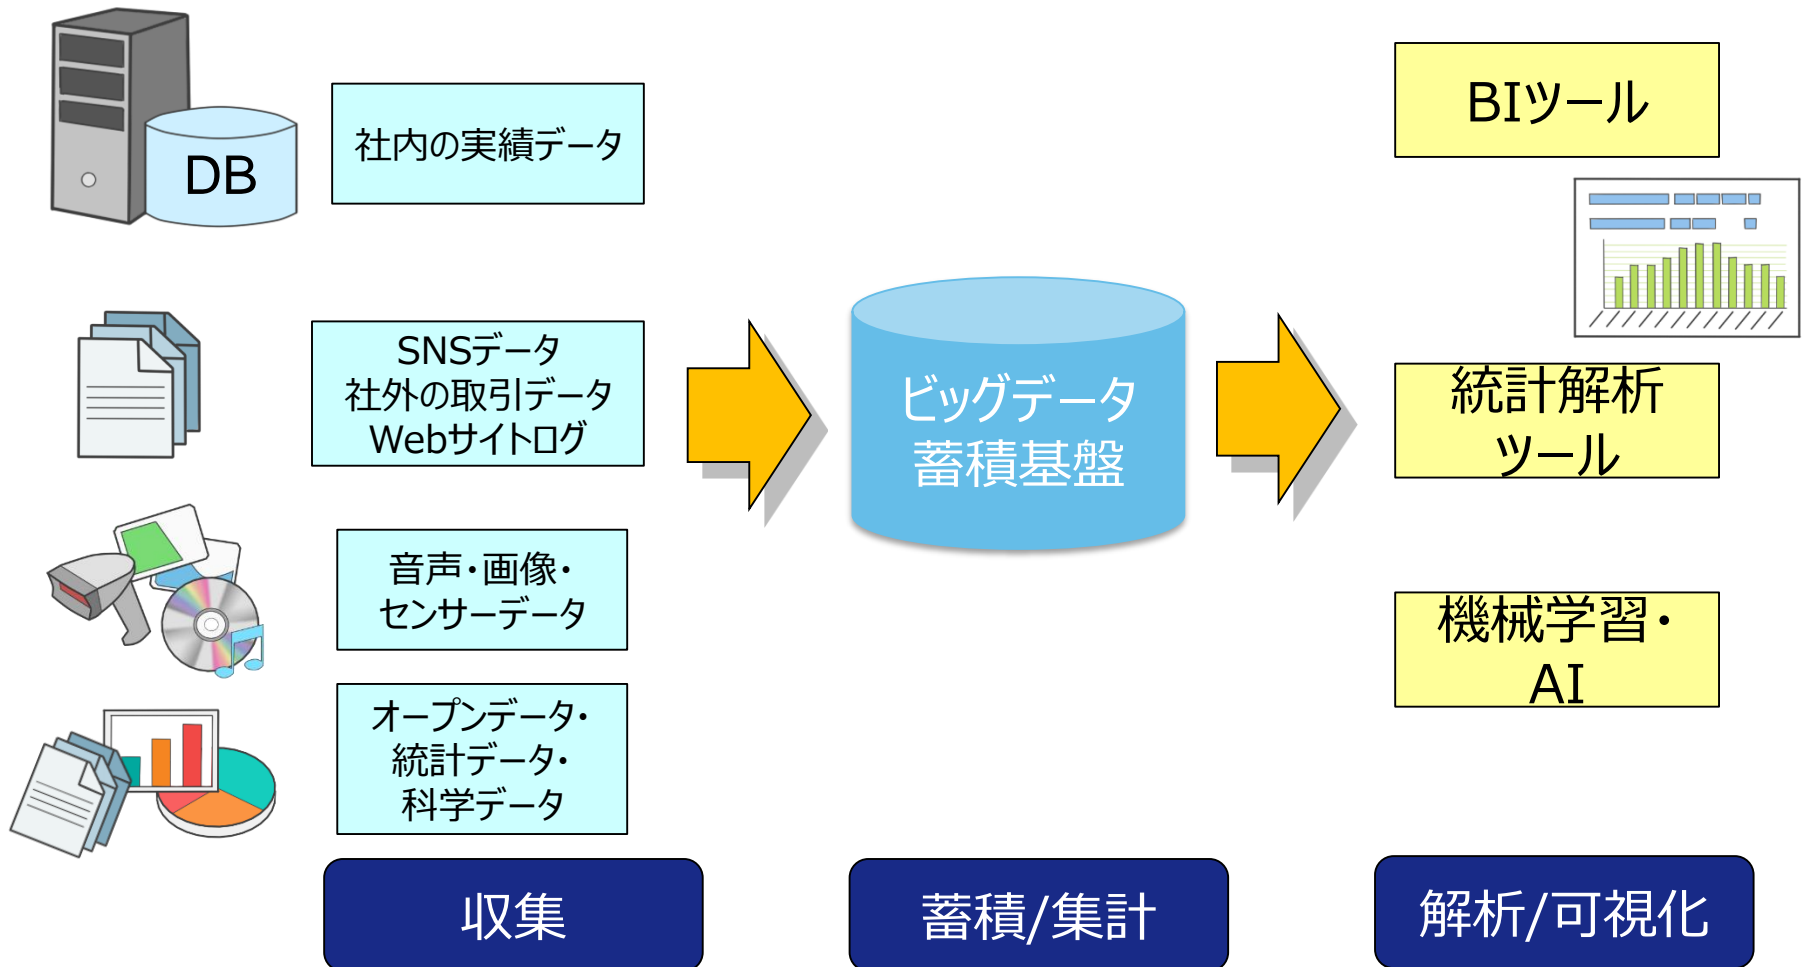 DB
社内の実績データ
SNSデータ
社外の取引データ
Webサイトログ
音声・画像・
センサーデータ
オープンデータ・
統計データ・
科学データ
収集
ビッグデータ
蓄積基盤
蓄積/集計
BIツール
統計解析
ツール
機械学習・
AI
解析/可視化